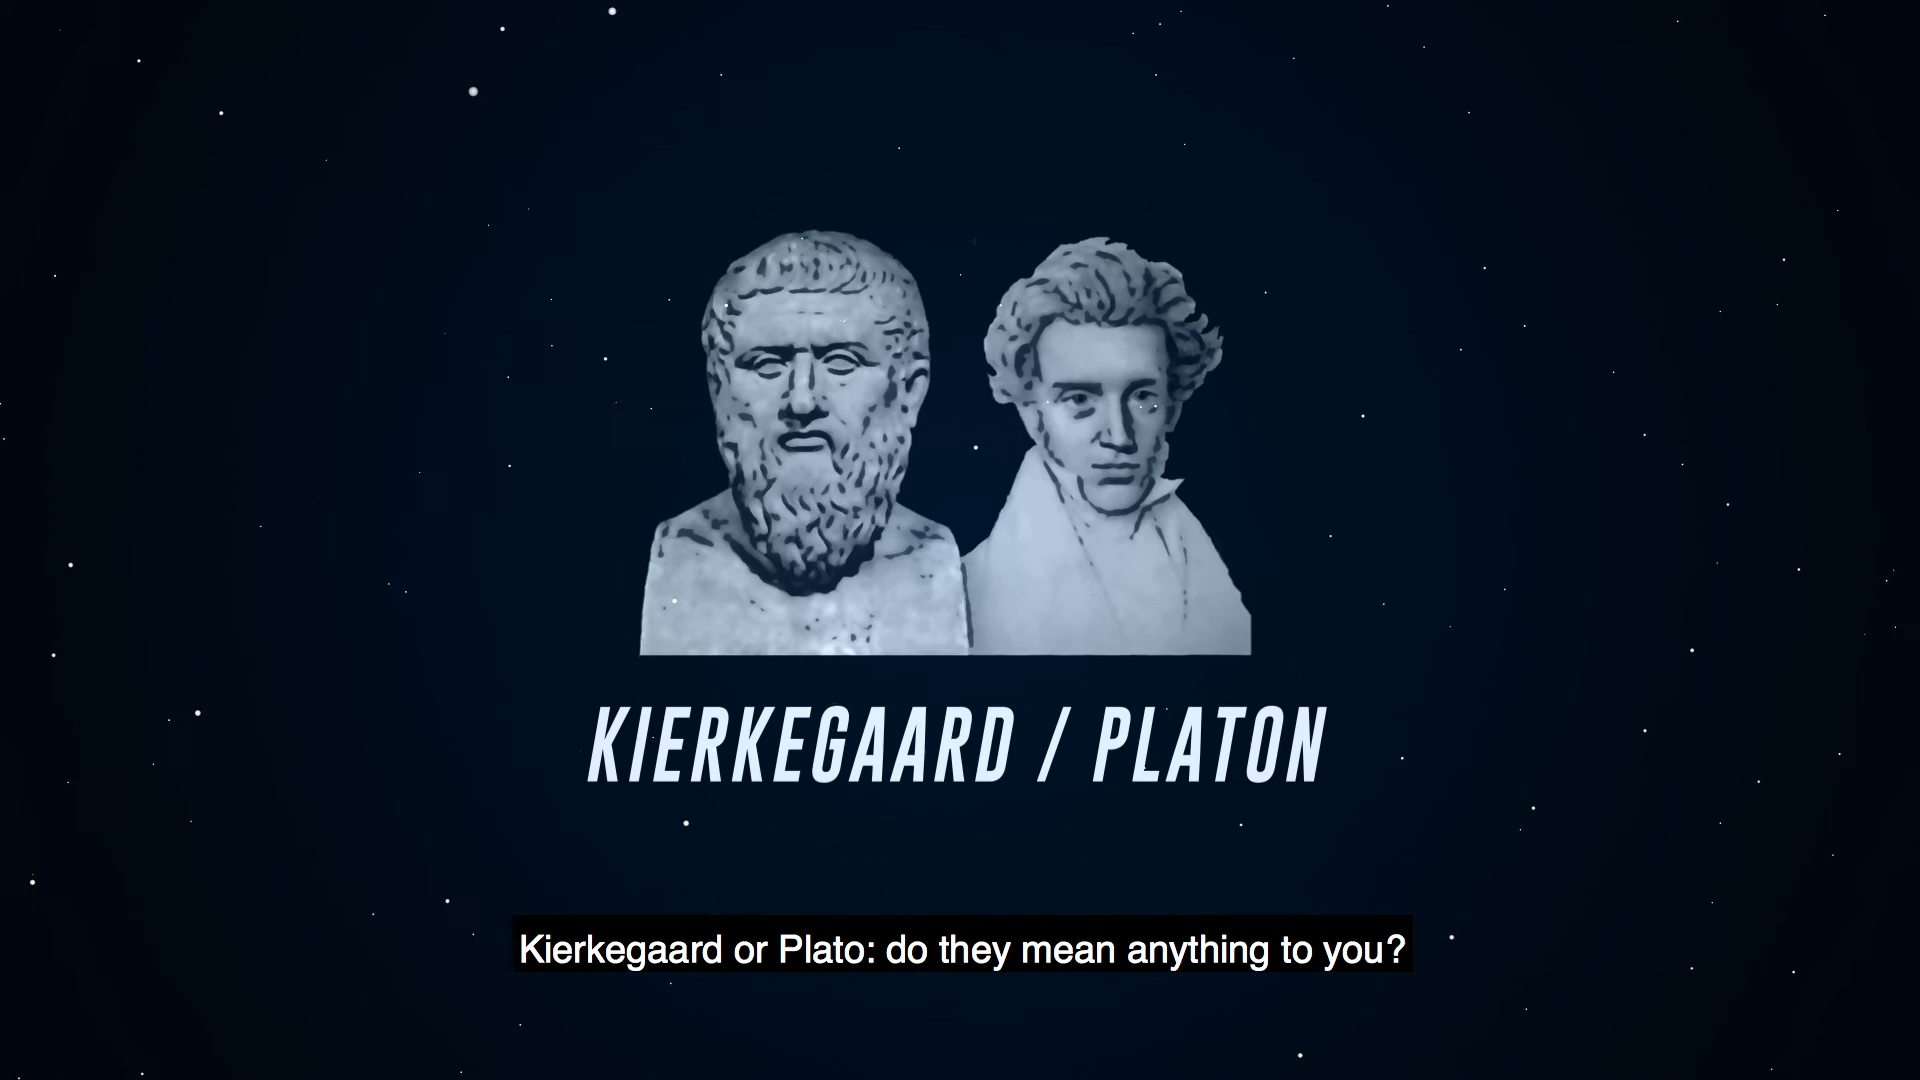 KIERKEGAARD / PLATON
Kierkegaard or Plato: do they mean anything to you?